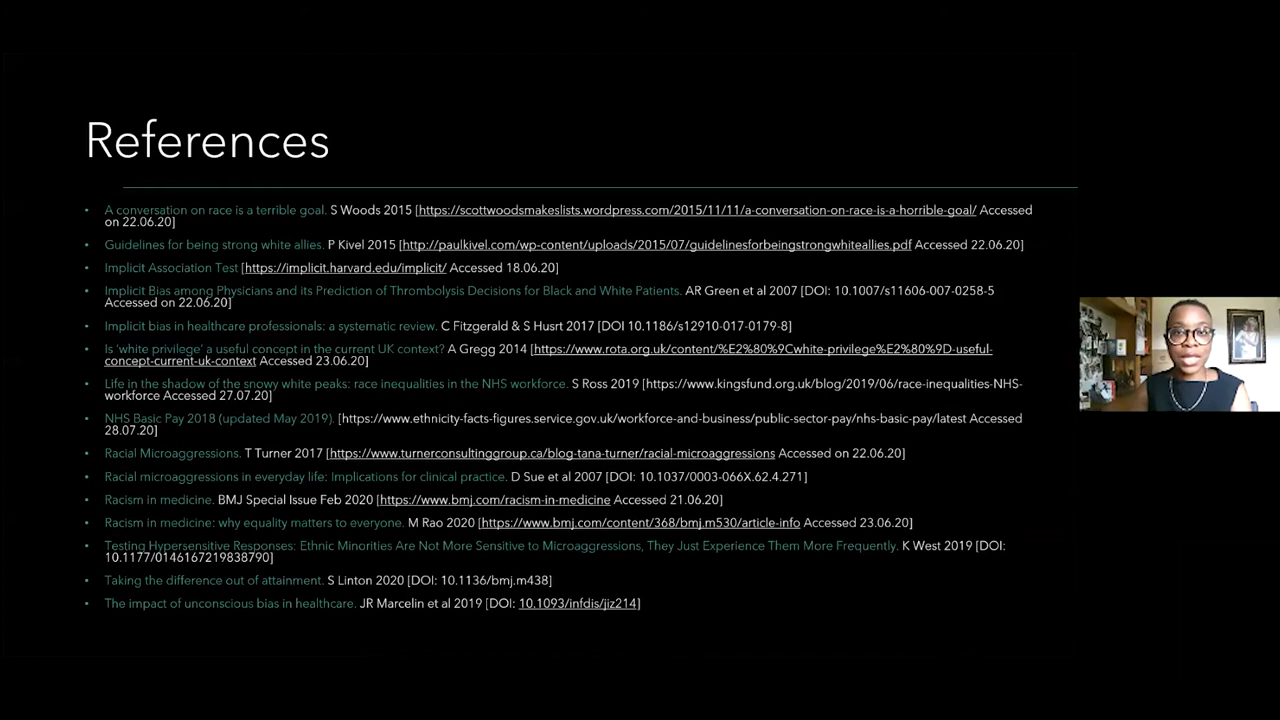 References
• A conversation on race is a terrible goal. S Woods 2015 [https://scottwoodsmakeslists.wordpress.com/2015/11/11/a-conversation-on-race-is-a-horrible-goal/ Accessed
on 22.06.20]
• Guidelines for being strong white allies. P Kivel 2015 [http://paulkivel.com/wp-content/uploads/2015/07/guidelinesforbeingstrongwhiteallies.pdf Accessed 22.06.20]
• Implicit Association Test [https://implicit.harvard.edu/implicit/ Accessed 18.06.20]
• Implicit Bias among Physicians and its Prediction of Thrombolysis Decisions for Black and White Patients. AR Green et al 2007 [DOI: 10.1007/s11606-007-0258-5
Accessed on 22.06.20]
• Implicit bias in healthcare professionals: a systematic review. C Fitzgerald & S Husrt 2017 [DOI 10.1186/s12910-017-0179-8]
• Is 'white privilege' a useful concept in the current UK context? A Gregg 2014 [https://www.rota.org.uk/content/%E2%80%9Cwhite-privilege%E2%80%9D-useful-
concept-current-uk-context Accessed 23.06.20]
• Life in the shadow of the snowy white peaks: race inequalities in the NHS workforce. S Ross 2019 [https://www.kingsfund.org.uk/blog/2019/06/race-inequalities-NHS-
workforce Accessed 27.07.20]
• NHS Basic Pay 2018 (updated May 2019). [https://www.ethnicity-facts-figures.service.gov.uk/workforce-and-business/public-sector-pay/nhs-basic-pay/latest Accessed
28.07.20]
• Racial Microaggressions. T Turner 2017 [https://www.turnerconsultinggroup.ca/blog-tana-turner/racial-microaggressions Accessed on 22.06.20]
• Racial microaggressions in everyday life: Implications for clinical practice. D Sue et al 2007 [DOI: 10.1037/0003-066X.62.4.271]
• Racism in medicine. BMJ Special Issue Feb 2020 [https://www.bmj.com/racism-in-medicine Accessed 21.06.20]
• Racism in medicine: why equality matters to everyone. M Rao 2020 [https://www.bmj.com/content/368/bmj.m530/article-info Accessed 23.06.20]
• Testing Hypersensitive Responses: Ethnic Minorities Are Not More Sensitive to Microaggressions, They Just Experience Them More Frequently. K West 2019 [DOI:
10.1177/0146167219838790]
• Taking the difference out of attainment. S Linton 2020 [DOI: 10.1136/bmj.m438]
• The impact of unconscious bias in healthcare. JR Marcelin et al 2019 [DOI: 10.1093/infdis/jiz214]